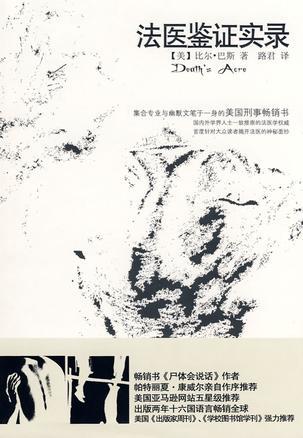 法医鉴证实录
【美】比尔·巴斯 著 路君 译
Death's Acre
集合专业与幽默文笔于一身的美国刑事畅销书
国内外学界人士一致推崇的法医学权威
首度针对大众读者揭开法医的神秘面纱
畅销书《尸体会说话》作者
帕特丽夏·康威尔亲自作序推荐
美国亚马逊网站五星级推荐
出版两年十六国语言畅销全球
美国《出版家周刊》、《学校图书馆学刊》强力推荐